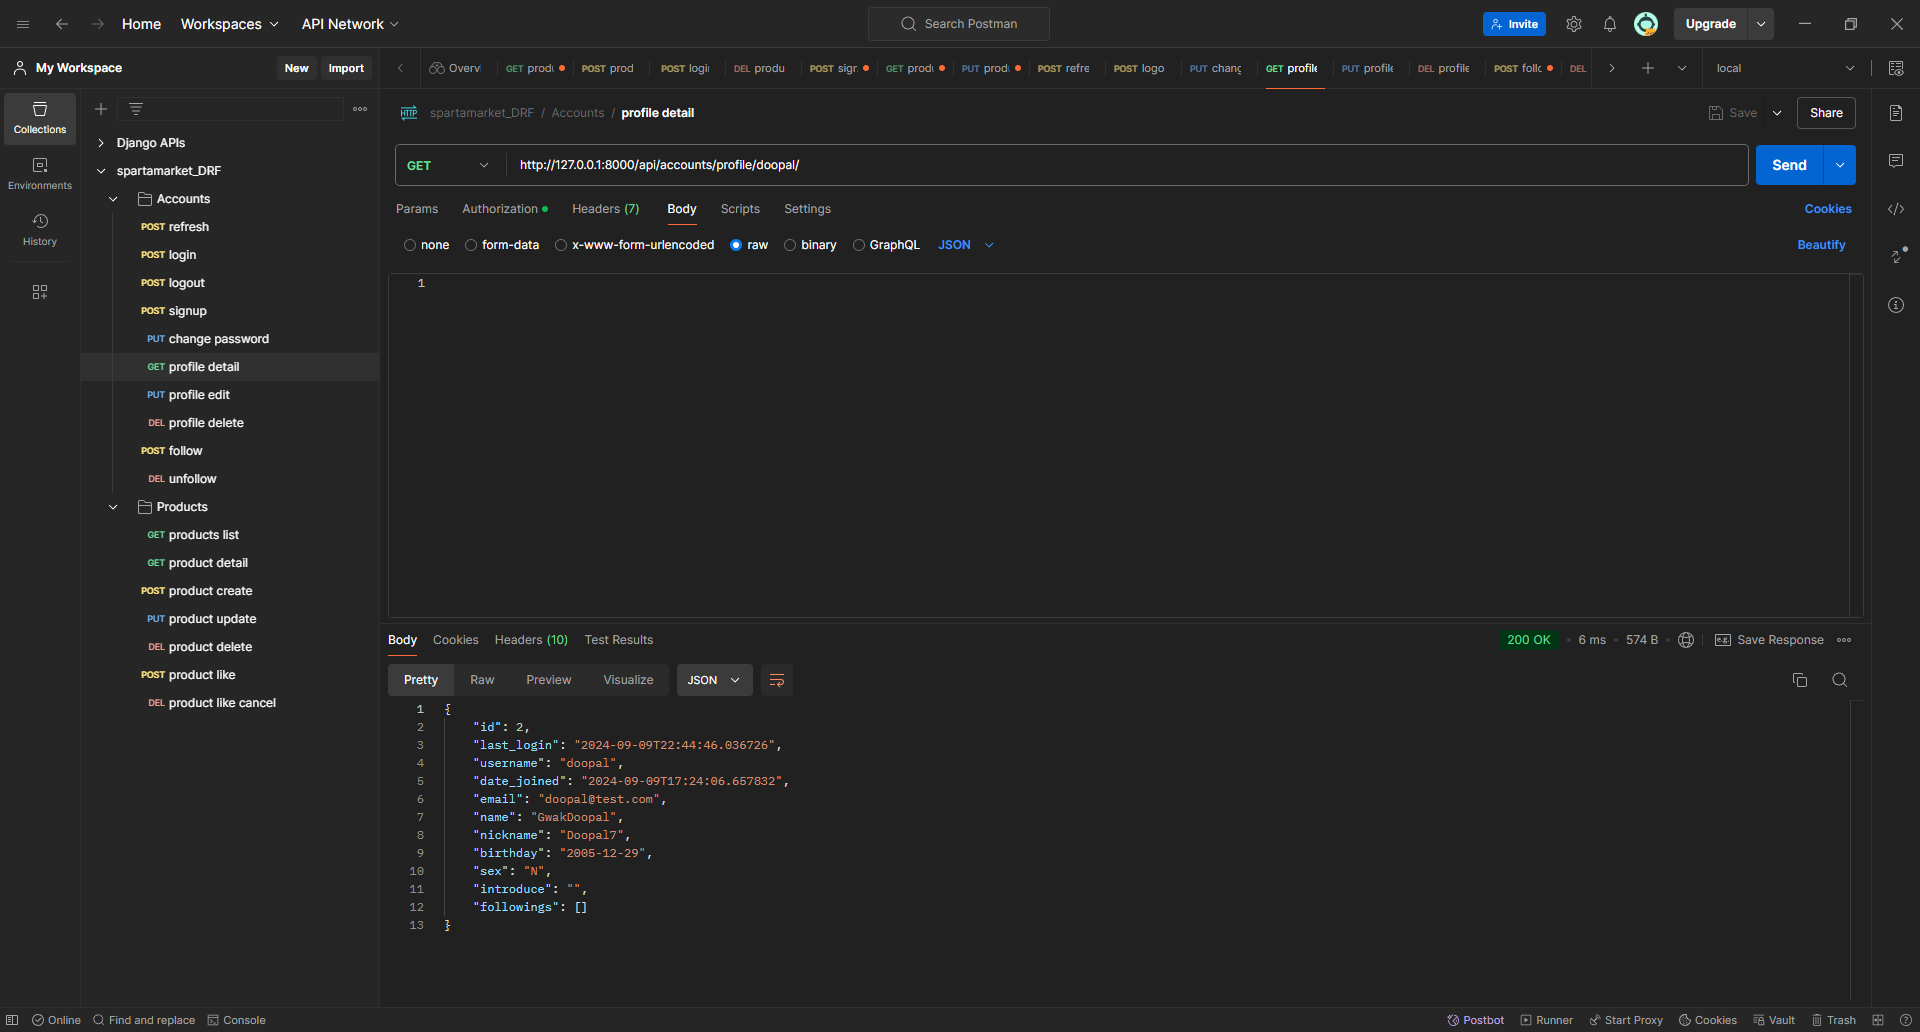 Home Workspaces API Network Search Postman Invite Upgrade
My Workspace New Import Overvi GET produ POST prod POST logi DEL produ POST sign GET produ PUT produ POST refre POST logo PUT chang GET profile PUT profile DEL profile POST follo DEL local
Collections
Environments
History
Django APIs
spartamarket_DRF
Accounts
POST refresh
POST login
POST logout
POST signup
PUT change password
GET profile detail
PUT profile edit
DEL profile delete
POST follow
DEL unfollow
Products
GET products list
GET product detail
POST product create
PUT product update
DEL product delete
POST product like
DEL product like cancel
HTTP spartamarket_DRF / Accounts / profile detail Save Share
GET http://127.0.0.1:8000/api/accounts/profile/doopal/ Send
Params Authorization Headers (7) Body Scripts Settings Cookies
none form-data x-www-form-urlencoded raw binary GraphQL JSON Beautify
1
Body Cookies Headers (10) Test Results 200 OK • 6 ms • 574 B • e.g. Save Response
Pretty Raw Preview Visualize JSON
1 {
2 "id": 2,
3 "last_login": "2024-09-09T22:44:46.036726",
4 "username": "doopal",
5 "date_joined": "2024-09-09T17:24:06.657832",
6 "email": "doopal@test.com",
7 "name": "GwakDoopal",
8 "nickname": "Doopal7",
9 "birthday": "2005-12-29",
10 "sex": "N",
11 "introduce": "",
12 "followings": []
13 }
Online Find and replace Console Postbot Runner Start Proxy Cookies Vault Trash